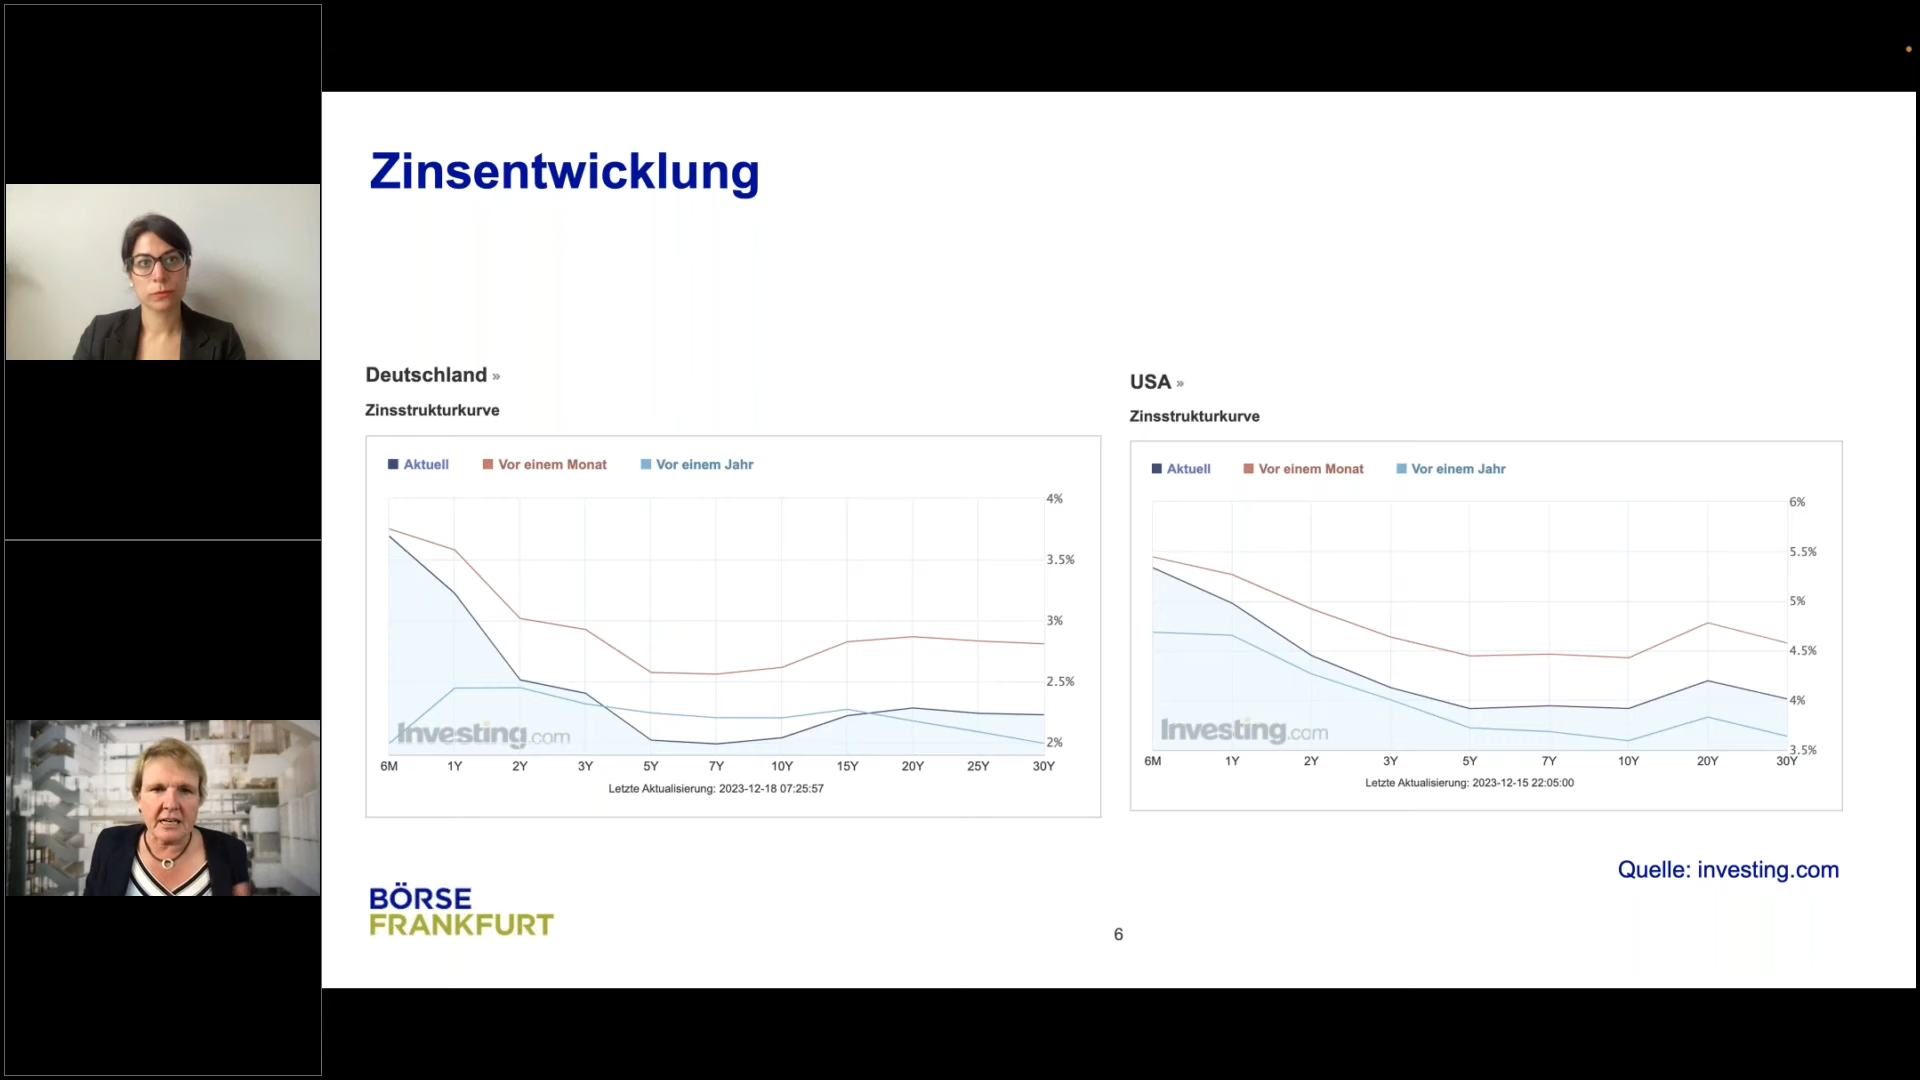 Zinsentwicklung
Deutschland »
Zinsstrukturkurve
Aktuell Vor einem Monat Vor einem Jahr
4%
3.5%
3%
2.5%
2%
Investing.com
6M 1Y 2Y 3Y 5Y 7Y 10Y 15Y 20Y 25Y 30Y
Letzte Aktualisierung: 2023-12-18 07:25:57
USA »
Zinsstrukturkurve
Aktuell Vor einem Monat Vor einem Jahr
6%
5.5%
5%
4.5%
4%
3.5%
Investing.com
6M 1Y 2Y 3Y 5Y 7Y 10Y 20Y 30Y
Letzte Aktualisierung: 2023-12-15 22:05:00
Quelle: investing.com
BÖRSE
FRANKFURT
6